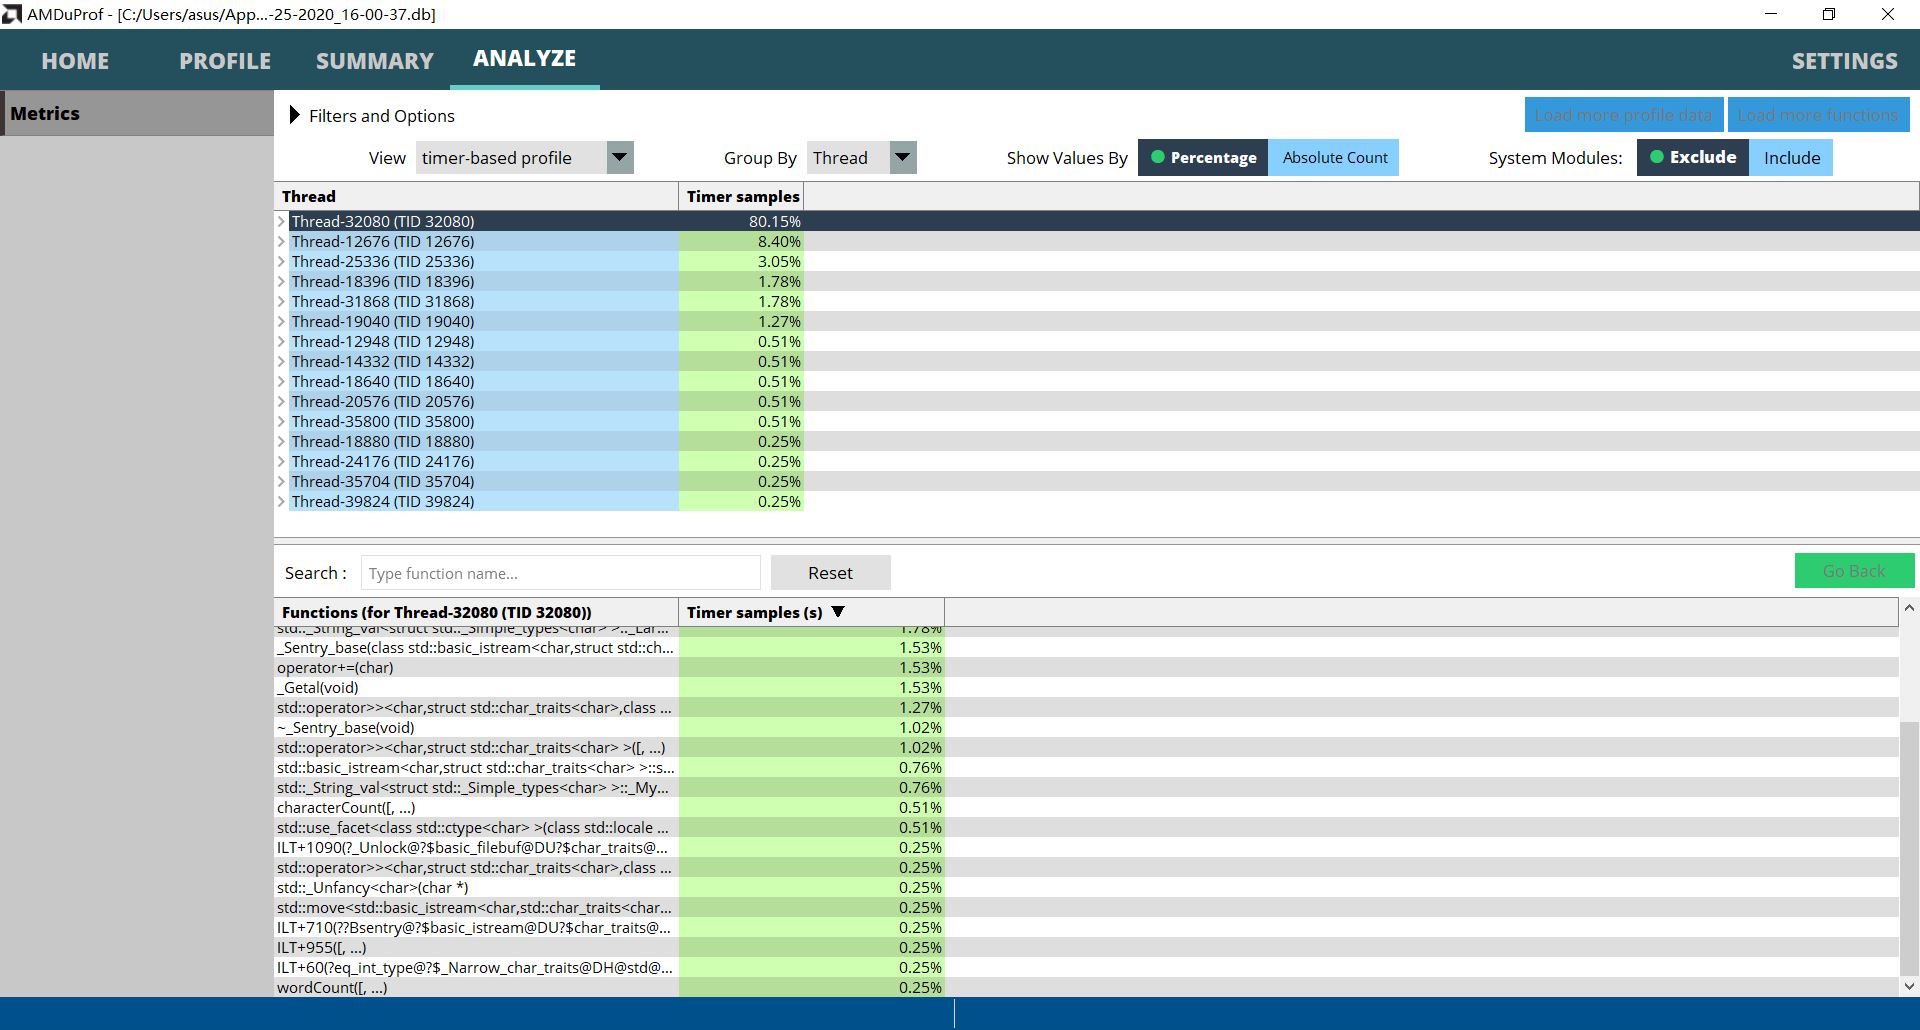 AMDuProf - [C:/Users/asus/App...-25-2020_16-00-37.db]
HOME PROFILE SUMMARY ANALYZE SETTINGS
Metrics
Filters and Options Load more profile data Load more functions
View timer-based profile Group By Thread Show Values By Percentage Absolute Count System Modules: Exclude Include
Thread Timer samples
Thread-32080 (TID 32080) 80.15%
Thread-12676 (TID 12676) 8.40%
Thread-25336 (TID 25336) 3.05%
Thread-18396 (TID 18396) 1.78%
Thread-31868 (TID 31868) 1.78%
Thread-19040 (TID 19040) 1.27%
Thread-12948 (TID 12948) 0.51%
Thread-14332 (TID 14332) 0.51%
Thread-18640 (TID 18640) 0.51%
Thread-20576 (TID 20576) 0.51%
Thread-35800 (TID 35800) 0.51%
Thread-18880 (TID 18880) 0.25%
Thread-24176 (TID 24176) 0.25%
Thread-35704 (TID 35704) 0.25%
Thread-39824 (TID 39824) 0.25%
Search : Type function name... Reset Go Back
Functions (for Thread-32080 (TID 32080)) Timer samples (s)
std::_String_val<struct std::_Simple_types<char> >::_Lar... 1.78%
_Sentry_base(class std::basic_istream<char,struct std::ch... 1.53%
operator+=(char) 1.53%
_Getal(void) 1.53%
std::operator>><char,struct std::char_traits<char>,class ... 1.27%
~_Sentry_base(void) 1.02%
std::operator>><char,struct std::char_traits<char> >([, ...) 1.02%
std::basic_istream<char,struct std::char_traits<char> >::s... 0.76%
std::_String_val<struct std::_Simple_types<char> >::_My... 0.76%
characterCount([, ...) 0.51%
std::use_facet<class std::ctype<char> >(class std::locale ... 0.51%
ILT+1090(?_Unlock@?$basic_filebuf@DU?$char_traits@... 0.25%
std::operator>><char,struct std::char_traits<char>,class ... 0.25%
std::_Unfancy<char>(char *) 0.25%
std::move<std::basic_istream<char,std::char_traits<char... 0.25%
ILT+710(??Bsentry@?$basic_istream@DU?$char_traits@... 0.25%
ILT+955([, ...) 0.25%
ILT+60(?eq_int_type@?$_Narrow_char_traits@DH@std@... 0.25%
wordCount([, ...) 0.25%